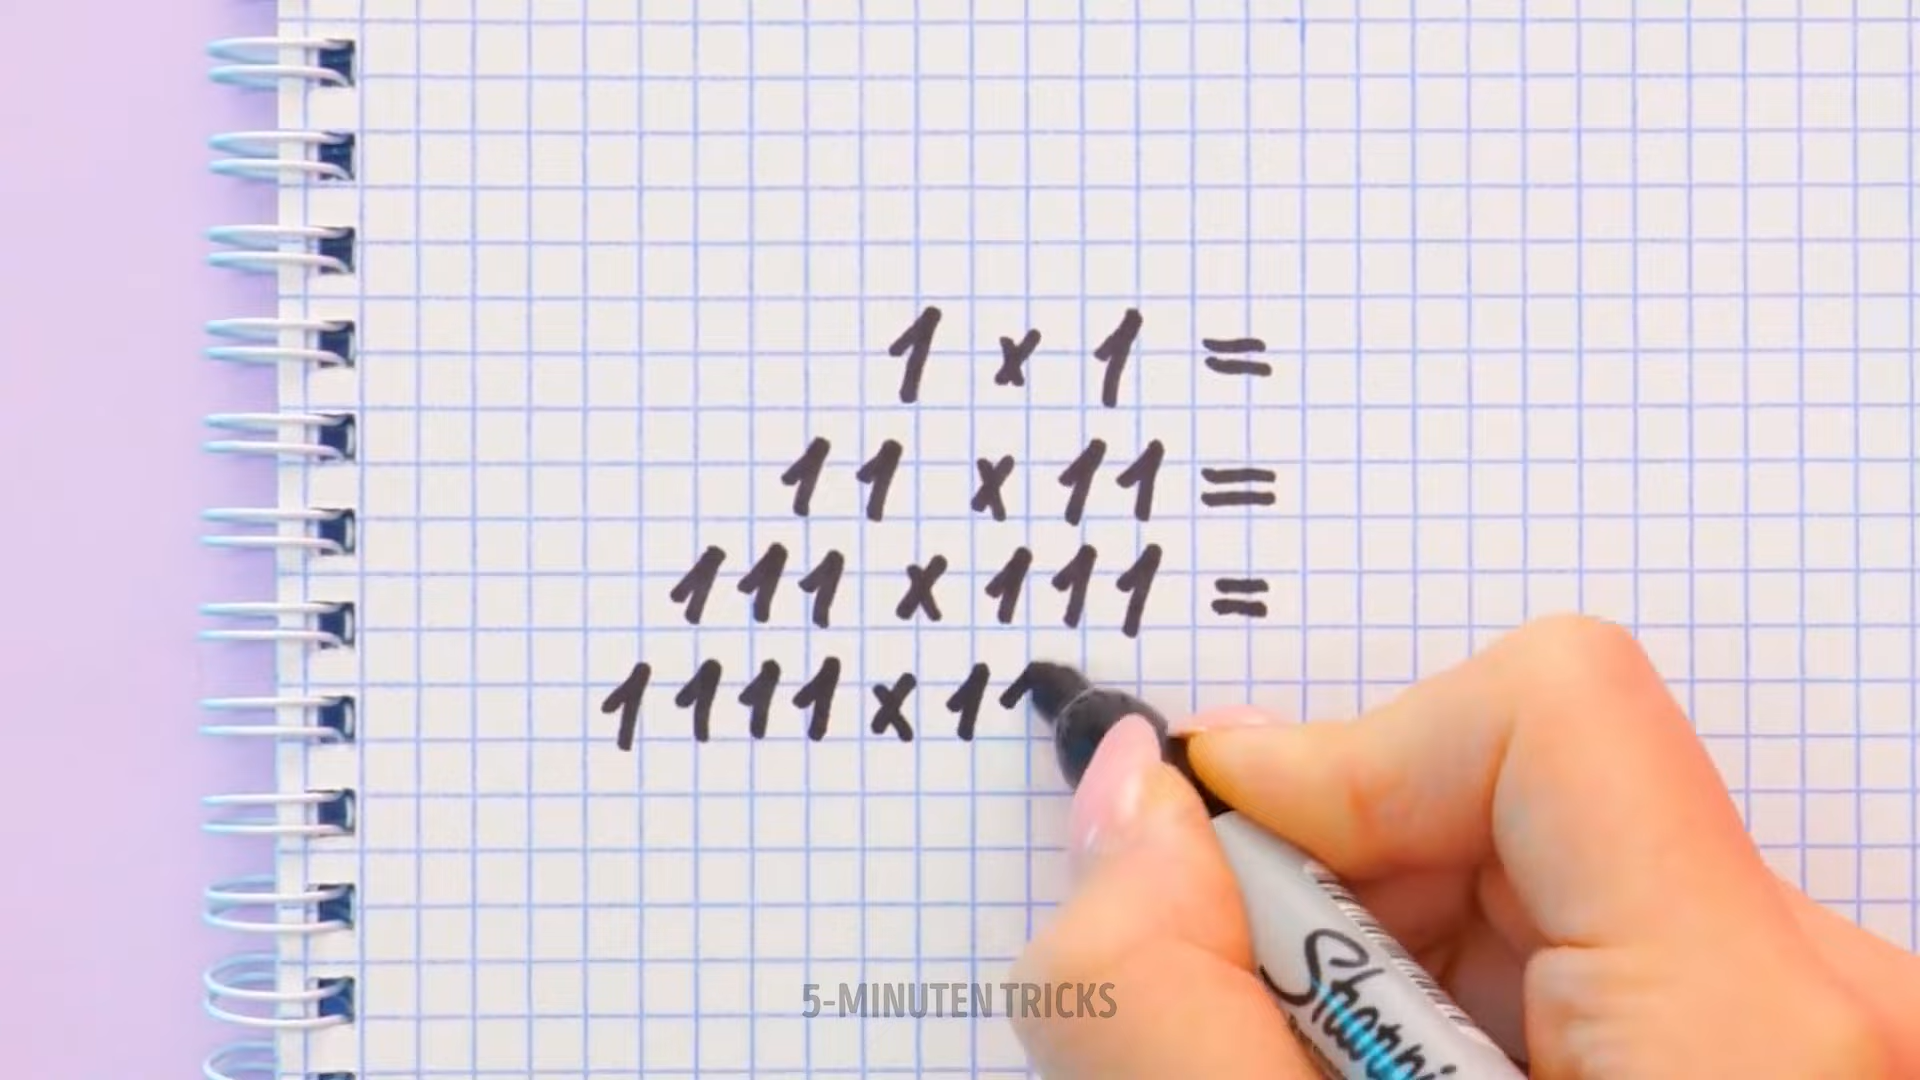 1 x 1 =
11 x 11 =
111 x 111 =
1111 x 11
5-MINUTEN TRICKS